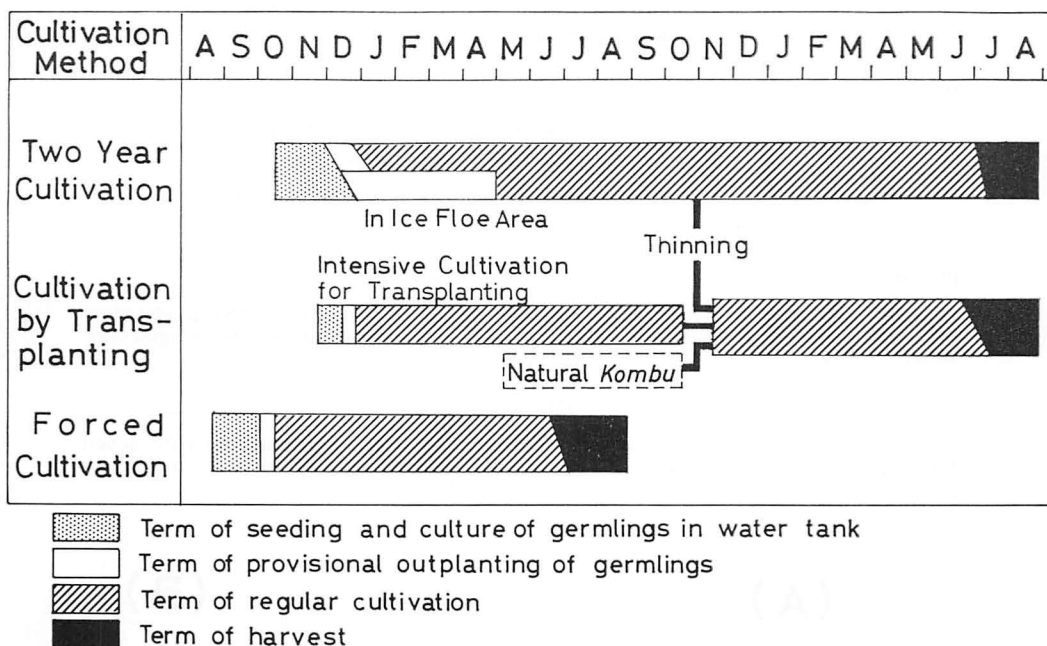 Cultivation Method A S O N D J F M A M J J A S O N D J F M A M J J A
Two Year
Cultivation
In Ice Floe Area
Thinning
Intensive Cultivation
for Transplanting
Cultivation
by Trans-
planting
Natural Kombu
Forced
Cultivation
Term of seeding and culture of germlings in water tank
Term of provisional outplanting of germlings
Term of regular cultivation
Term of harvest